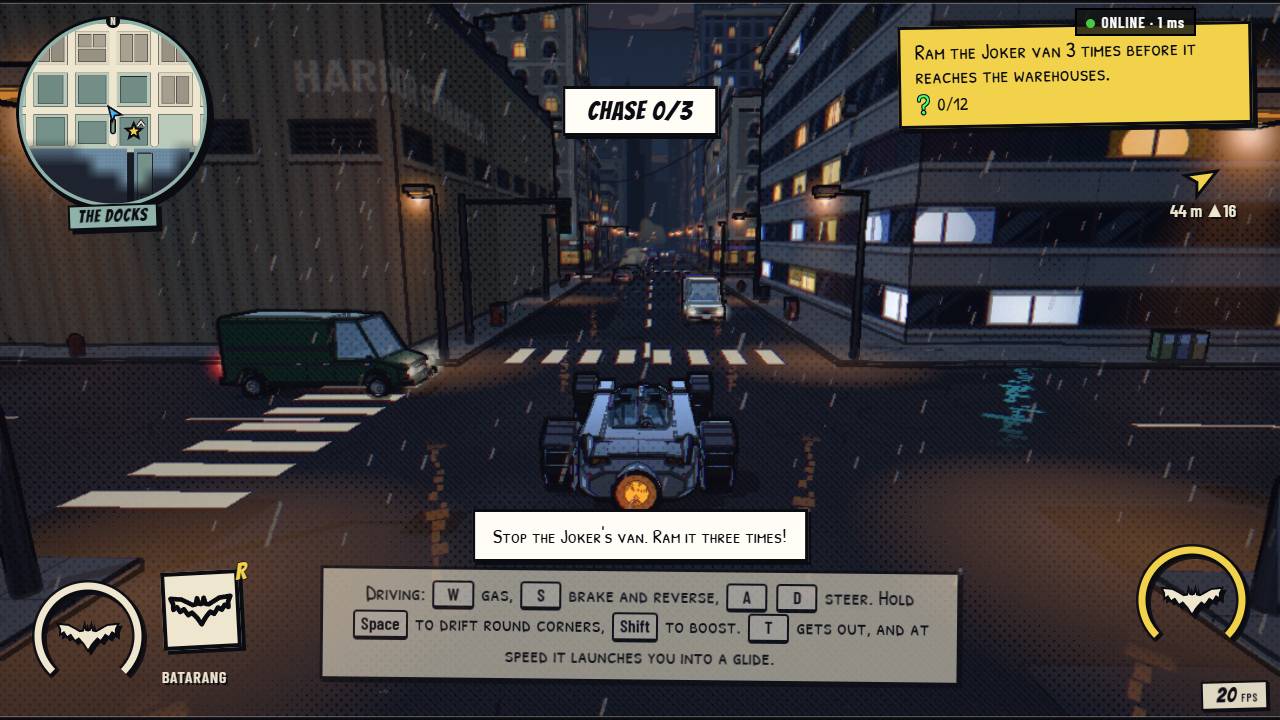 N
THE DOCKS
ONLINE · 1 ms
Ram the Joker van 3 times before it
reaches the warehouses.
0/12
CHASE 0/3
44 m ▲16
Stop the Joker's van. Ram it three times!
Driving: W gas, S brake and reverse, A D steer. Hold
Space to drift round corners, Shift to boost. T gets out, and at
speed it launches you into a glide.
R
BATARANG
20 FPS